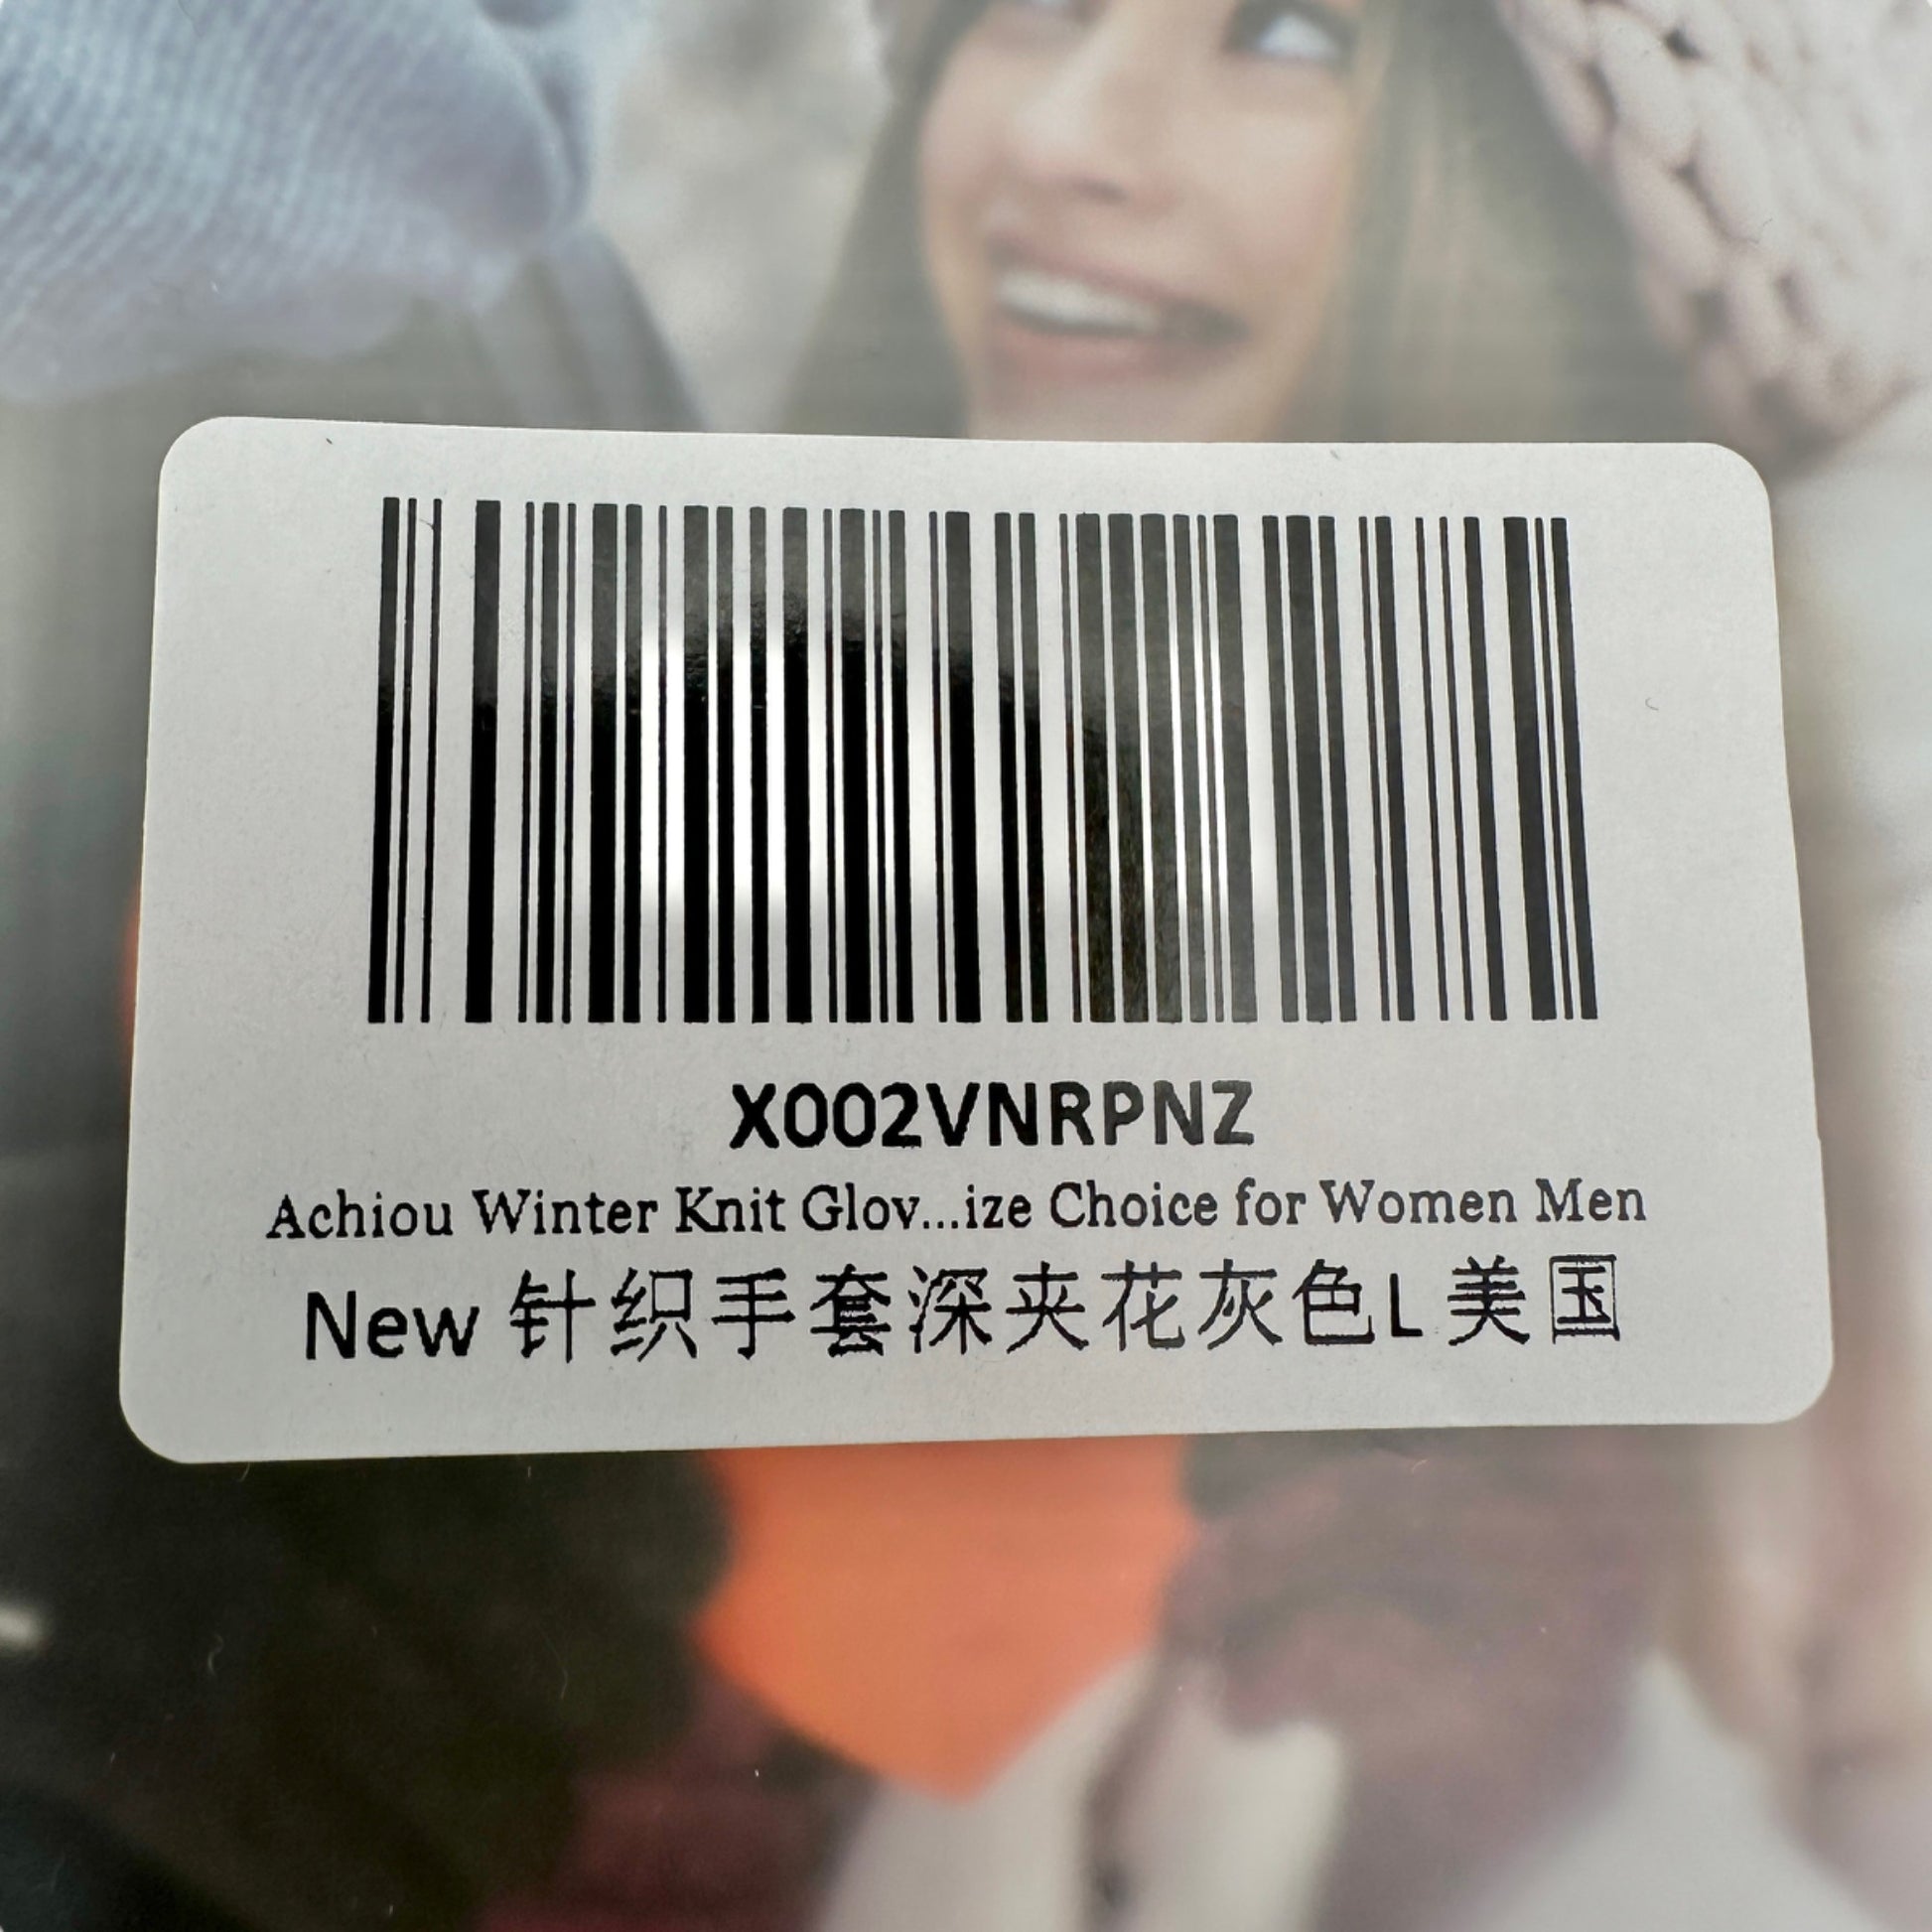 X002VNRPNZ
Achiou Winter Knit Glov...ize Choice for Women Men
New 针织手套深夹花灰色L 美国